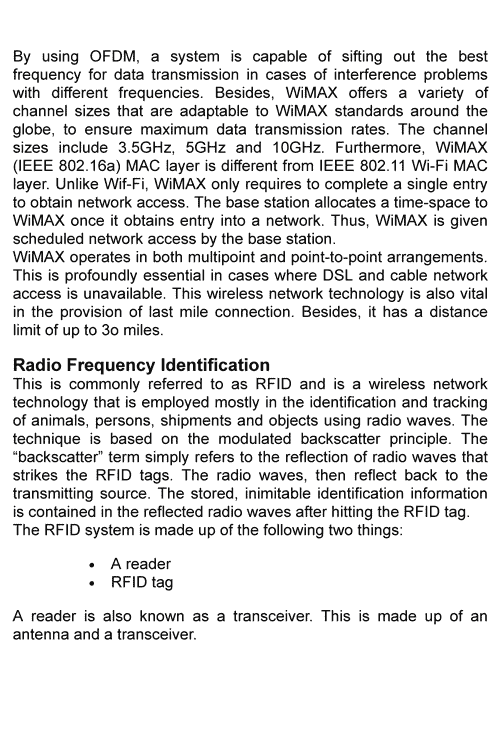 By using OFDM, a system is capable of sifting out the best
frequency for data transmission in cases of interference problems
with different frequencies. Besides, WiMAX offers a variety of
channel sizes that are adaptable to WiMAX standards around the
globe, to ensure maximum data transmission rates. The channel
sizes include 3.5GHz, 5GHz and 10GHz. Furthermore, WiMAX
(IEEE 802.16a) MAC layer is different from IEEE 802.11 Wi-Fi MAC
layer. Unlike Wif-Fi, WiMAX only requires to complete a single entry
to obtain network access. The base station allocates a time-space to
WiMAX once it obtains entry into a network. Thus, WiMAX is given
scheduled network access by the base station.
WiMAX operates in both multipoint and point-to-point arrangements.
This is profoundly essential in cases where DSL and cable network
access is unavailable. This wireless network technology is also vital
in the provision of last mile connection. Besides, it has a distance
limit of up to 3o miles.
Radio Frequency Identification
This is commonly referred to as RFID and is a wireless network
technology that is employed mostly in the identification and tracking
of animals, persons, shipments and objects using radio waves. The
technique is based on the modulated backscatter principle. The
“backscatter” term simply refers to the reflection of radio waves that
strikes the RFID tags. The radio waves, then reflect back to the
transmitting source. The stored, inimitable identification information
is contained in the reflected radio waves after hitting the RFID tag.
The RFID system is made up of the following two things:
• A reader
• RFID tag
A reader is also known as a transceiver. This is made up of an
antenna and a transceiver.